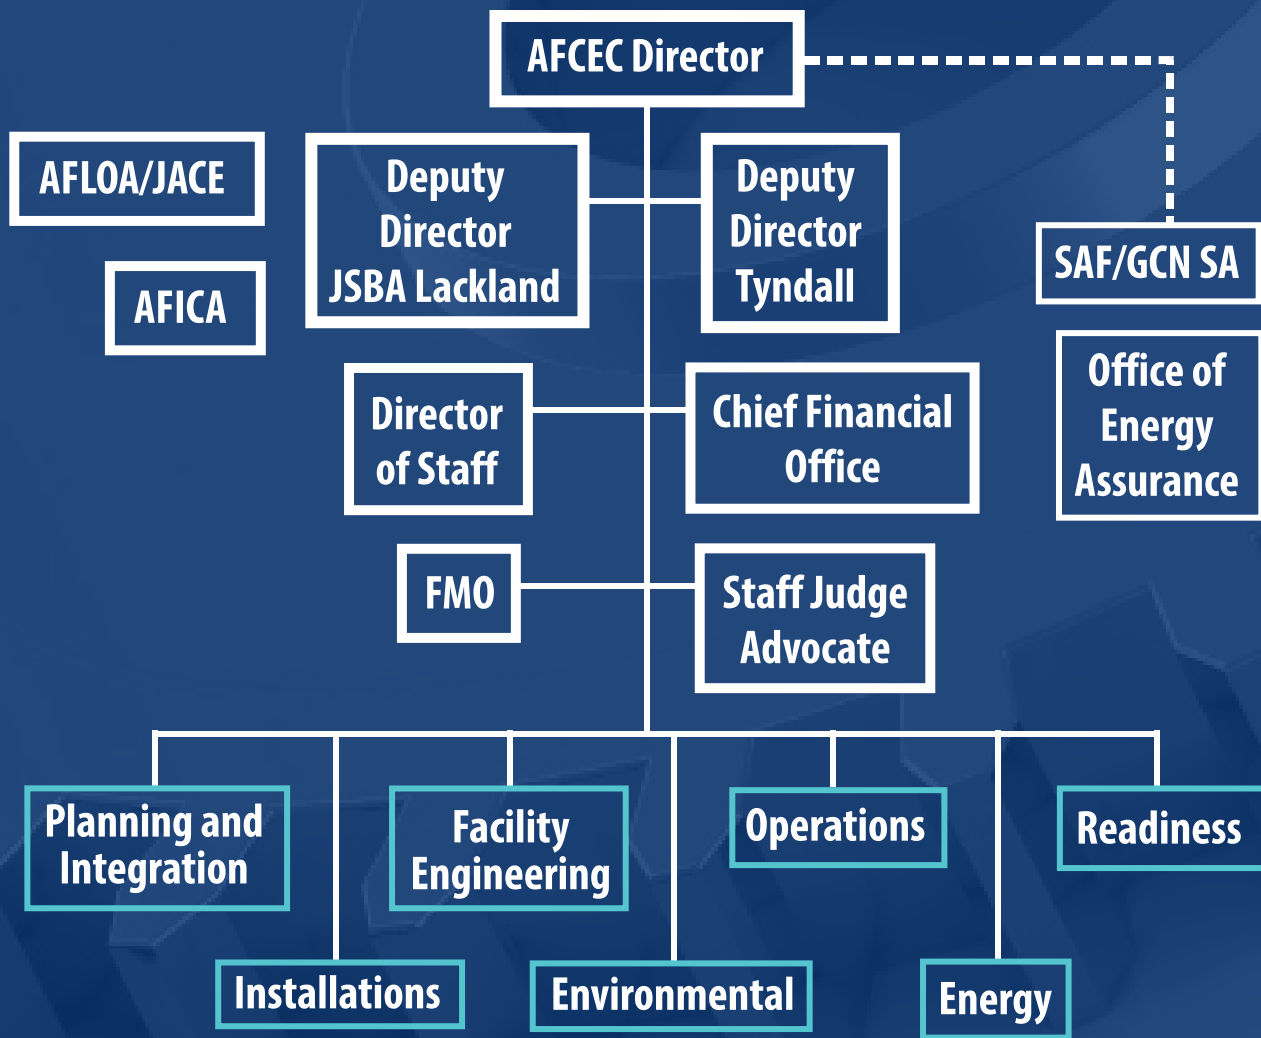 AFCEC Director
AFLOA/JACE
AFICA
Deputy
Director
JSBA Lackland
Deputy
Director
Tyndall
SAF/GCN SA
Office of
Energy
Assurance
Director
of Staff
Chief Financial
Office
FMO
Staff Judge
Advocate
Planning and
Integration
Facility
Engineering
Operations
Readiness
Installations
Environmental
Energy